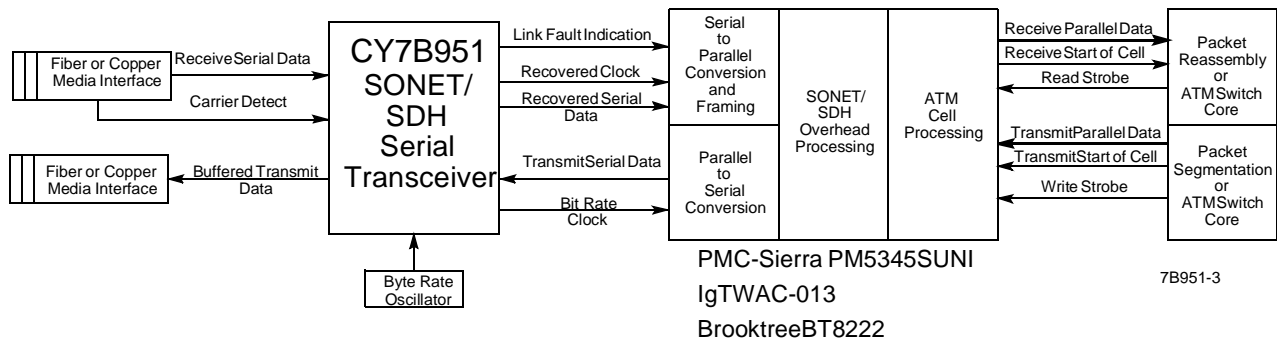 Fiber or Copper
Media Interface
Receive Serial Data
Carrier Detect
Fiber or Copper
Media Interface
Buffered Transmit
Data
CY7B951
SONET/
SDH
Serial
Transceiver
Byte Rate
Oscillator
Link Fault Indication
Recovered Clock
Recovered Serial
Data
Transmit Serial Data
Bit Rate
Clock
Serial
to
Parallel
Conversion
and
Framing
Parallel
to
Serial
Conversion
SONET/
SDH
Overhead
Processing
ATM
Cell
Processing
Receive Parallel Data
Receive Start of Cell
Read Strobe
Transmit Parallel Data
Transmit Start of Cell
Write Strobe
Packet
Reassembly
or
ATM Switch
Core
Packet
Segmentation
or
ATM Switch
Core
PMC-Sierra PM5345SUNI
IgTWAC-013
BrooktreeBT8222
7B951-3